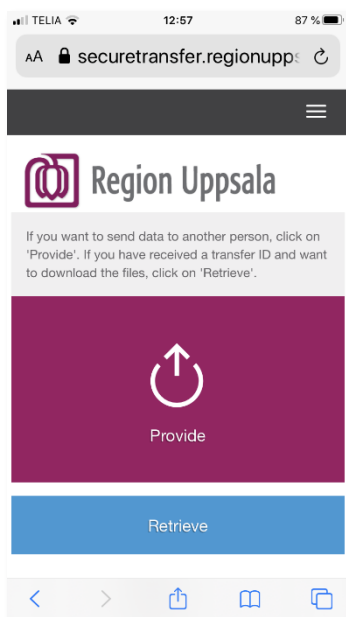 TELIA 12:57 87 %
AA securetransfer.regionupps
Region Uppsala
If you want to send data to another person, click on
'Provide'. If you have received a transfer ID and want
to download the files, click on 'Retrieve'.
Provide
Retrieve